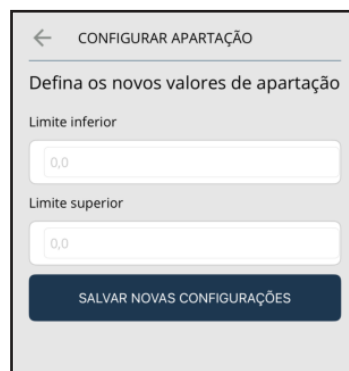 CONFIGURAR APARTAÇÃO
Defina os novos valores de apartação
Limite inferior
0,0
Limite superior
0,0
SALVAR NOVAS CONFIGURAÇÕES